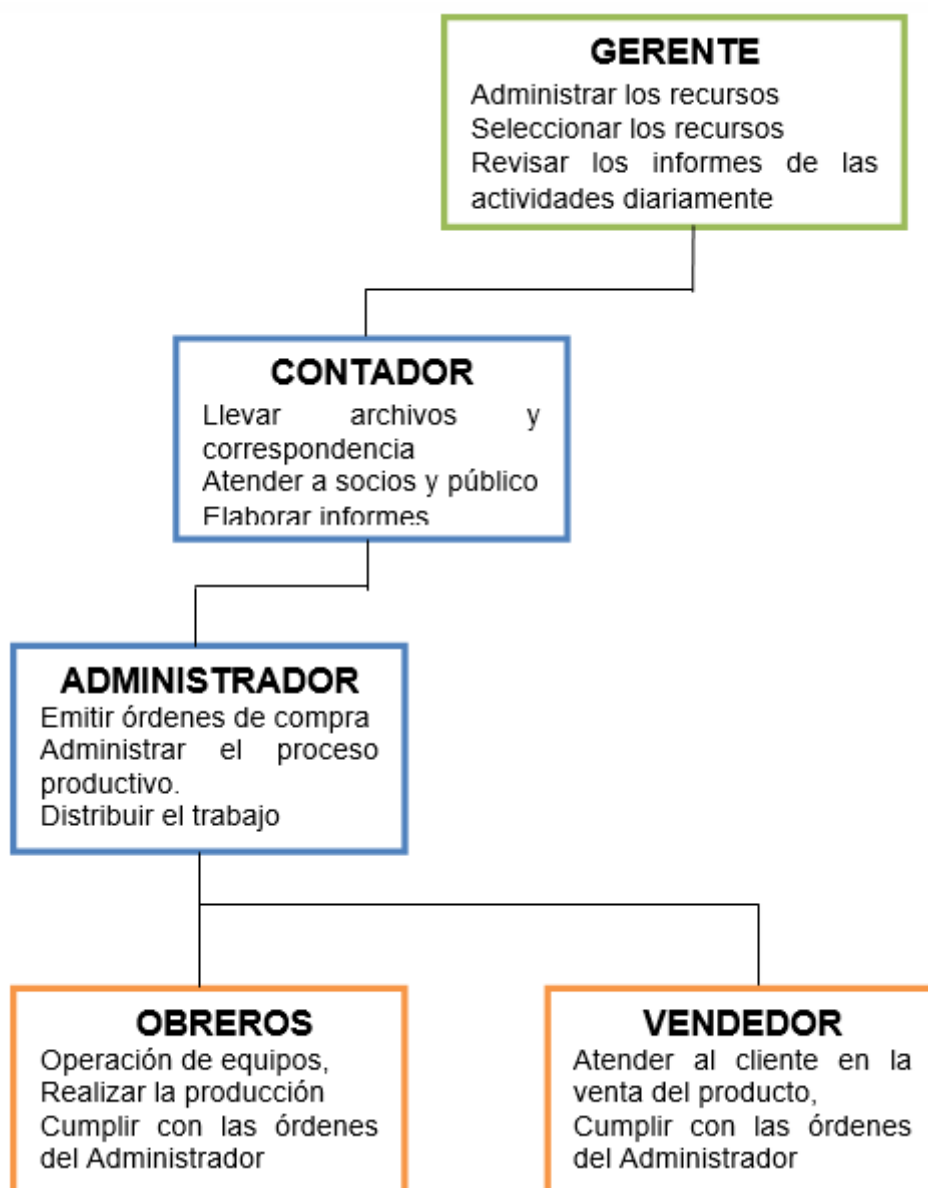 GERENTE
Administrar los recursos
Seleccionar los recursos
Revisar los informes de las
actividades diariamente
CONTADOR
Llevar archivos y
correspondencia
Atender a socios y público
Elaborar informes
ADMINISTRADOR
Emitir órdenes de compra
Administrar el proceso
productivo.
Distribuir el trabajo
OBREROS
Operación de equipos,
Realizar la producción
Cumplir con las órdenes
del Administrador
VENDEDOR
Atender al cliente en la
venta del producto,
Cumplir con las órdenes
del Administrador